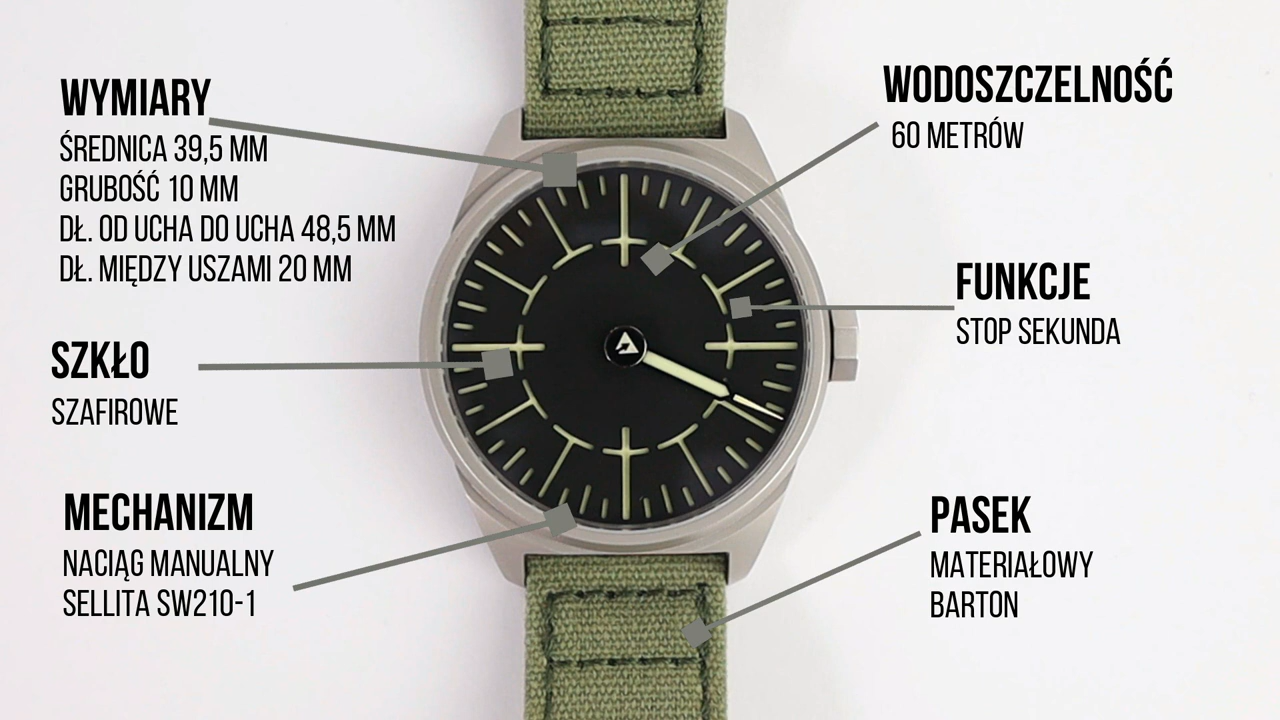 WYMIARY
ŚREDNICA 39,5 MM
GRUBOŚĆ 10 MM
DŁ. OD UCHA DO UCHA 48,5 MM
DŁ. MIĘDZY USZAMI 20 MM
SZKŁO
SZAFIROWE
MECHANIZM
NACIĄG MANUALNY
SELLITA SW210-1
WODOSZCZELNOŚĆ
60 METRÓW
FUNKCJE
STOP SEKUNDA
PASEK
MATERIAŁOWY
BARTON